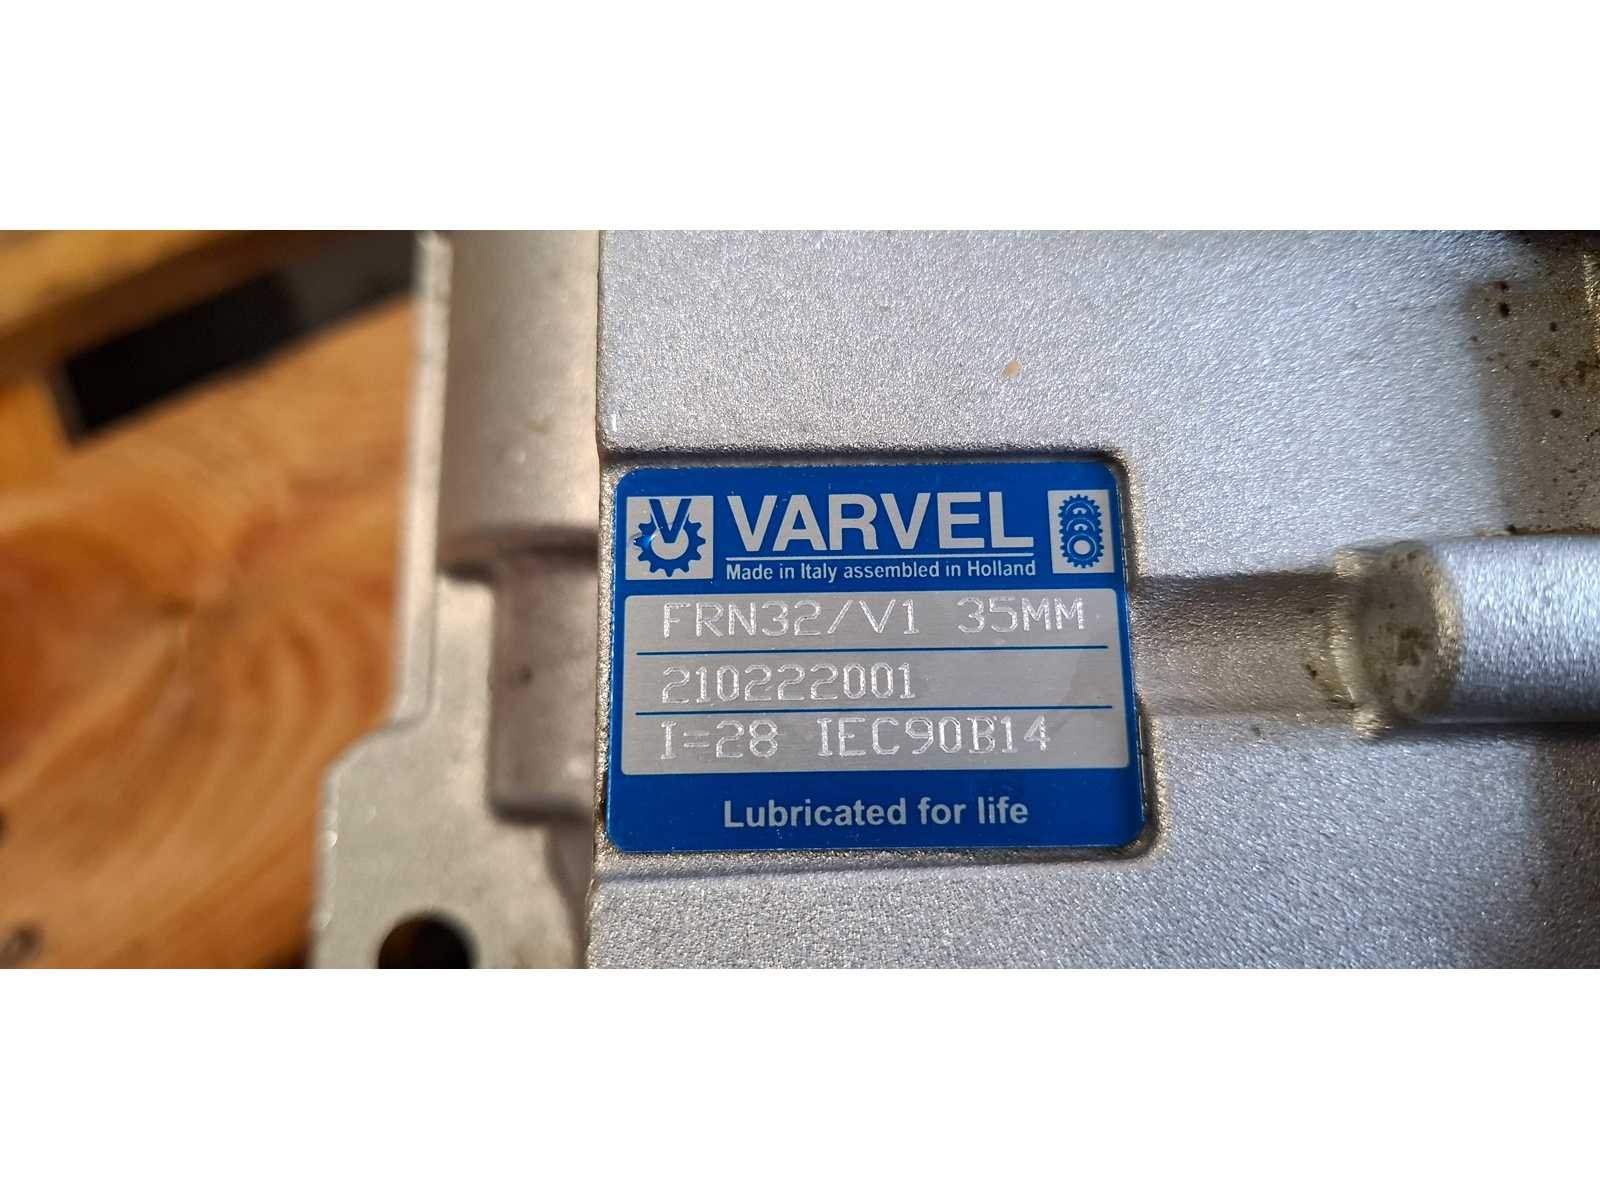 VARVEL
Made in Italy assembled in Holland
FRN32/V1 35MM
210222001
I=28 IEC90B14
Lubricated for life